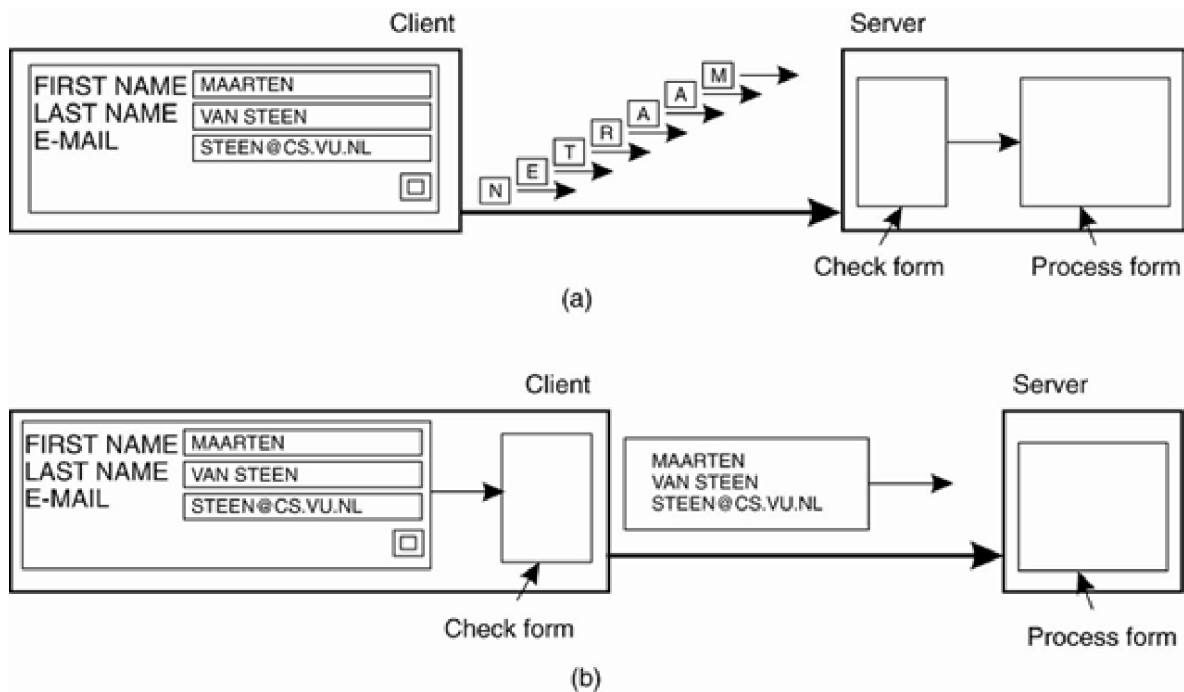 Client
Server
FIRST NAME MAARTEN
LAST NAME VAN STEEN
E-MAIL STEEN@CS.VU.NL
N E T R A A M
Check form
Process form
(a)
Client
Server
FIRST NAME MAARTEN
LAST NAME VAN STEEN
E-MAIL STEEN@CS.VU.NL
MAARTEN
VAN STEEN
STEEN@CS.VU.NL
Check form
Process form
(b)